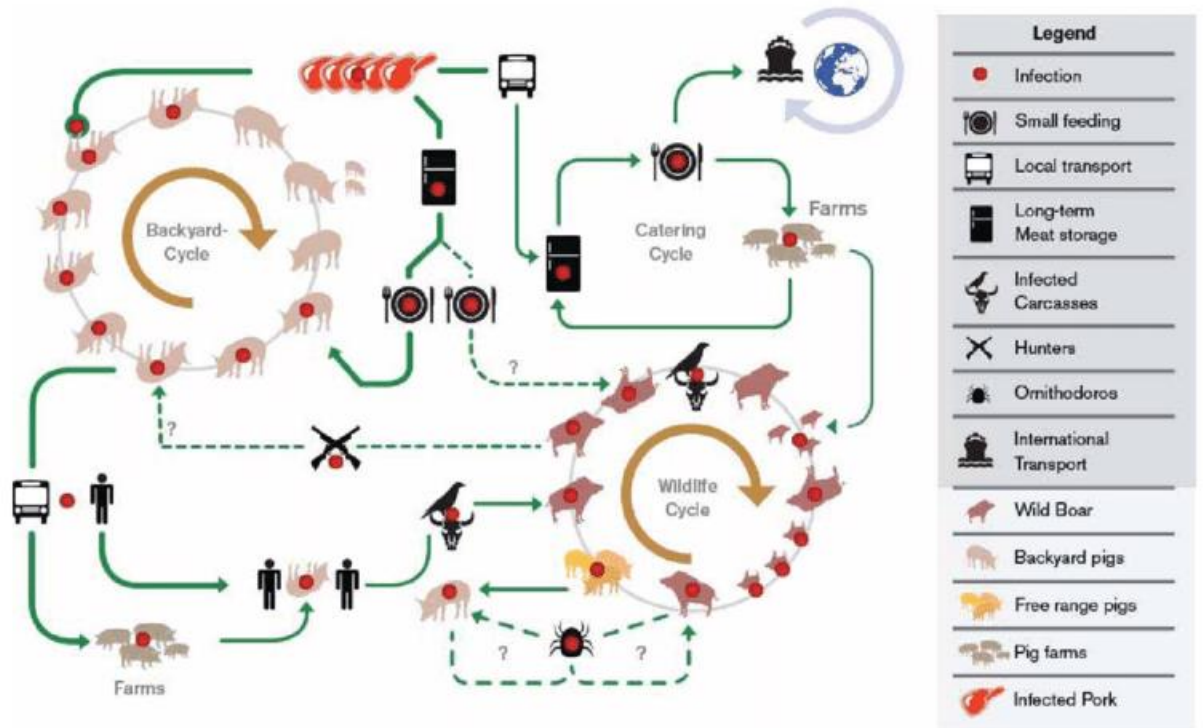 Backyard-
Cycle
Catering
Cycle
Farms
?
?
Wildlife
Cycle
?
?
Farms
Legend
Infection
Small feeding
Local transport
Long-term
Meat storage
Infected
Carcasses
Hunters
Ornithodoros
International
Transport
Wild Boar
Backyard pigs
Free range pigs
Pig farms
Infected Pork